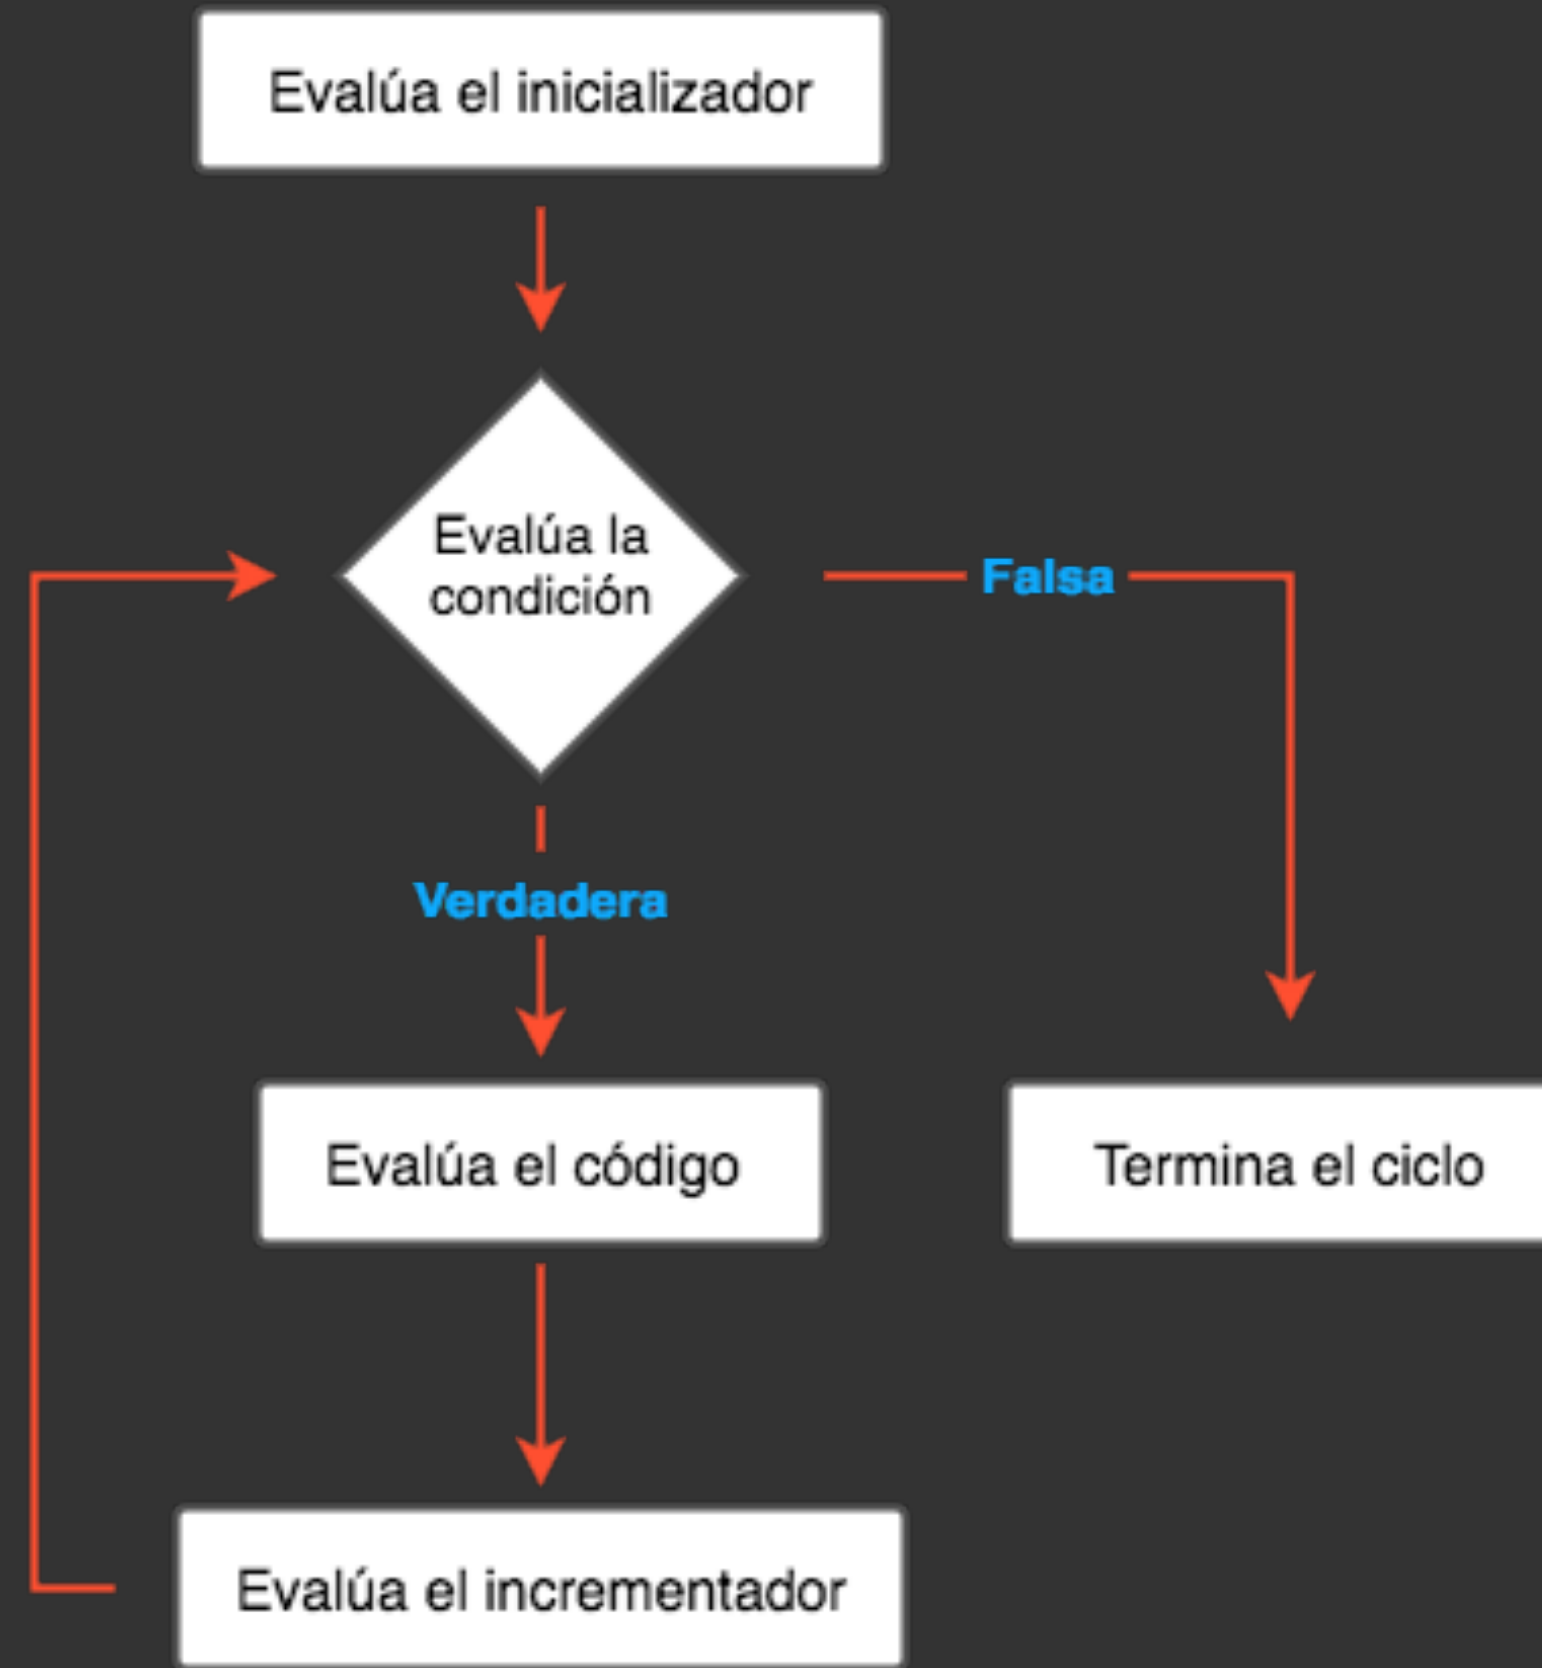 Evalúa el inicializador
Evalúa la
condición
Falsa
Verdadera
Evalúa el código
Termina el ciclo
Evalúa el incrementador